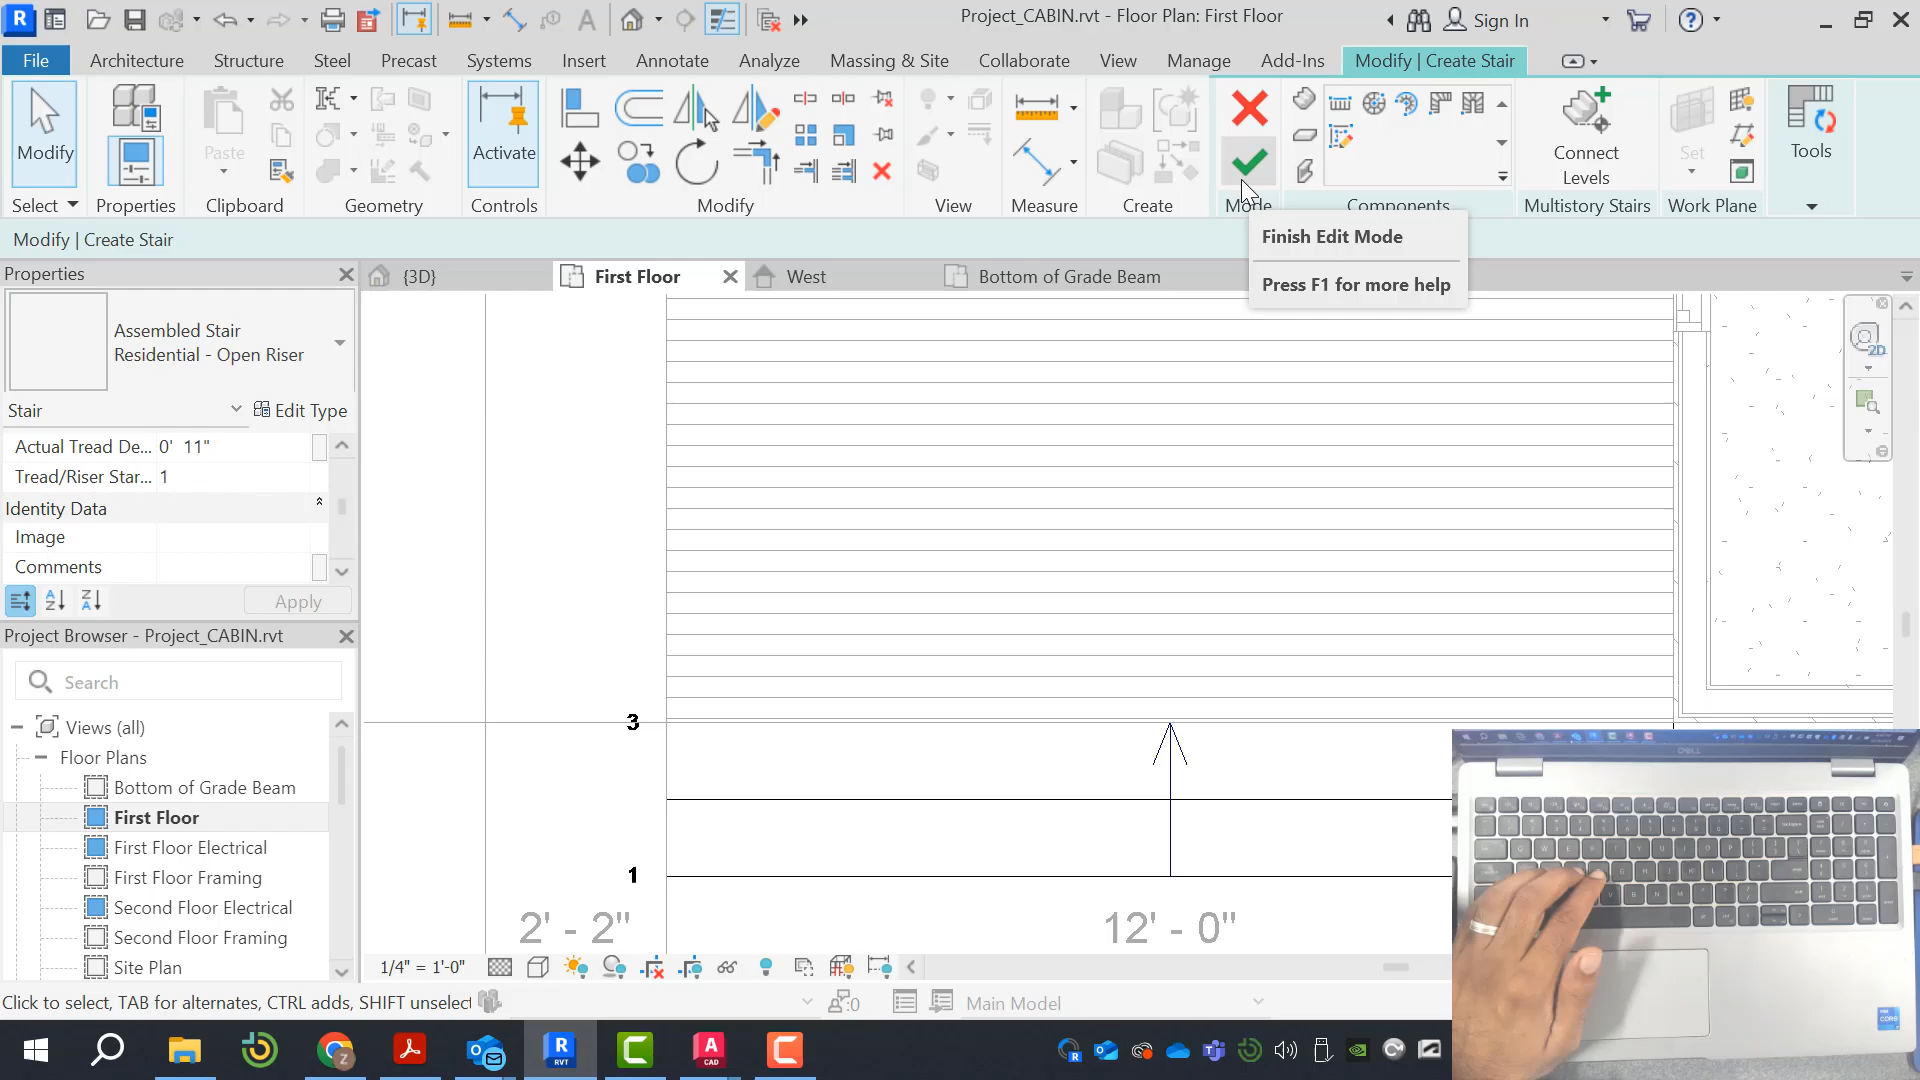 R
Project_CABIN.rvt - Floor Plan: First Floor
Sign In
File
Architecture
Structure
Steel
Precast
Systems
Insert
Annotate
Analyze
Massing & Site
Collaborate
View
Manage
Add-Ins
Modify | Create Stair
Modify
Paste
Activate
Connect
Levels
Set
Tools
Select
Properties
Clipboard
Geometry
Controls
Modify
View
Measure
Create
Mode
Components
Multistory Stairs
Work Plane
Modify | Create Stair
Finish Edit Mode
Press F1 for more help
Properties
{3D}
First Floor
West
Bottom of Grade Beam
Assembled Stair
Residential - Open Riser
Stair
Edit Type
Actual Tread De... 0' 11"
Tread/Riser Star... 1
Identity Data
Image
Comments
Apply
Project Browser - Project_CABIN.rvt
Search
Views (all)
Floor Plans
Bottom of Grade Beam
First Floor
First Floor Electrical
First Floor Framing
Second Floor Electrical
Second Floor Framing
Site Plan
2D
3
1
2' - 2"
12' - 0"
1/4" = 1'-0"
Click to select, TAB for alternates, CTRL adds, SHIFT unselect
:0
Main Model
DELL
CORE
R
RVT
C
A
CAD
C